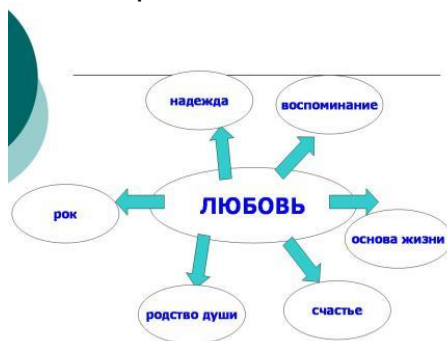 надежда
воспоминание
ЛЮБОВЬ
рок
основа жизни
родство души
счастье